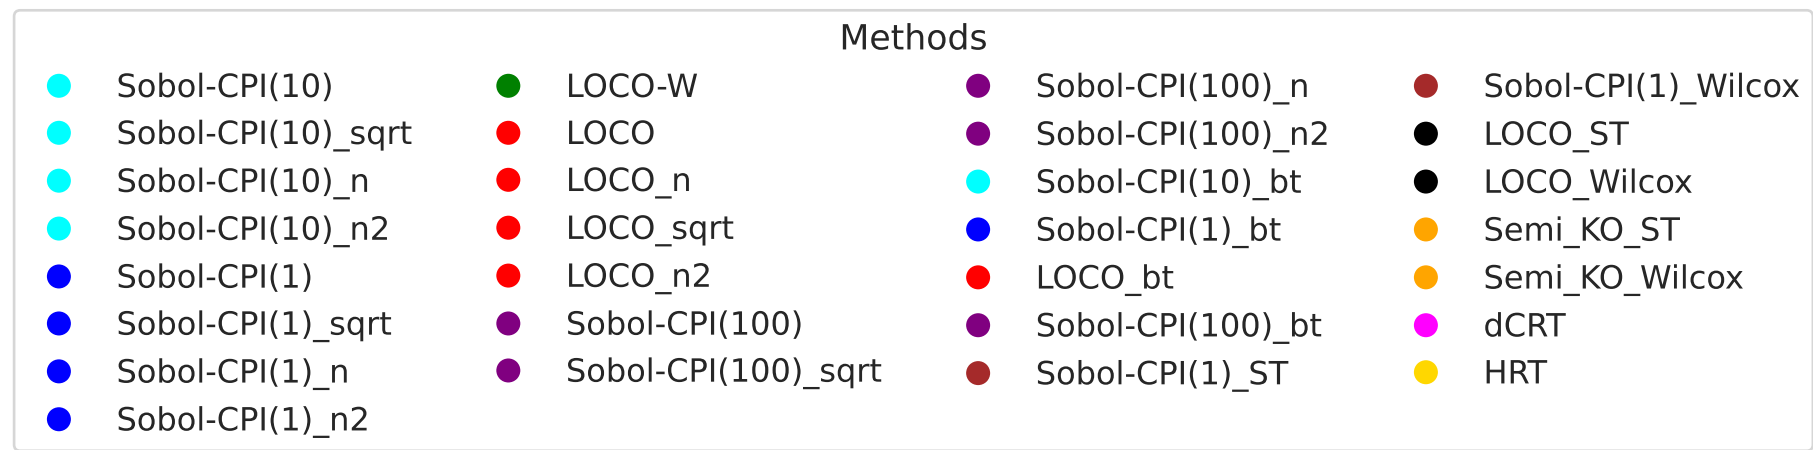 Methods
Sobol-CPI(10)
Sobol-CPI(10)_sqrt
Sobol-CPI(10)_n
Sobol-CPI(10)_n2
Sobol-CPI(1)
Sobol-CPI(1)_sqrt
Sobol-CPI(1)_n
Sobol-CPI(1)_n2
LOCO-W
LOCO
LOCO_n
LOCO_sqrt
LOCO_n2
Sobol-CPI(100)
Sobol-CPI(100)_sqrt
Sobol-CPI(100)_n
Sobol-CPI(100)_n2
Sobol-CPI(10)_bt
Sobol-CPI(1)_bt
LOCO_bt
Sobol-CPI(100)_bt
Sobol-CPI(1)_ST
Sobol-CPI(1)_Wilcox
LOCO_ST
LOCO_Wilcox
Semi_KO_ST
Semi_KO_Wilcox
dCRT
HRT